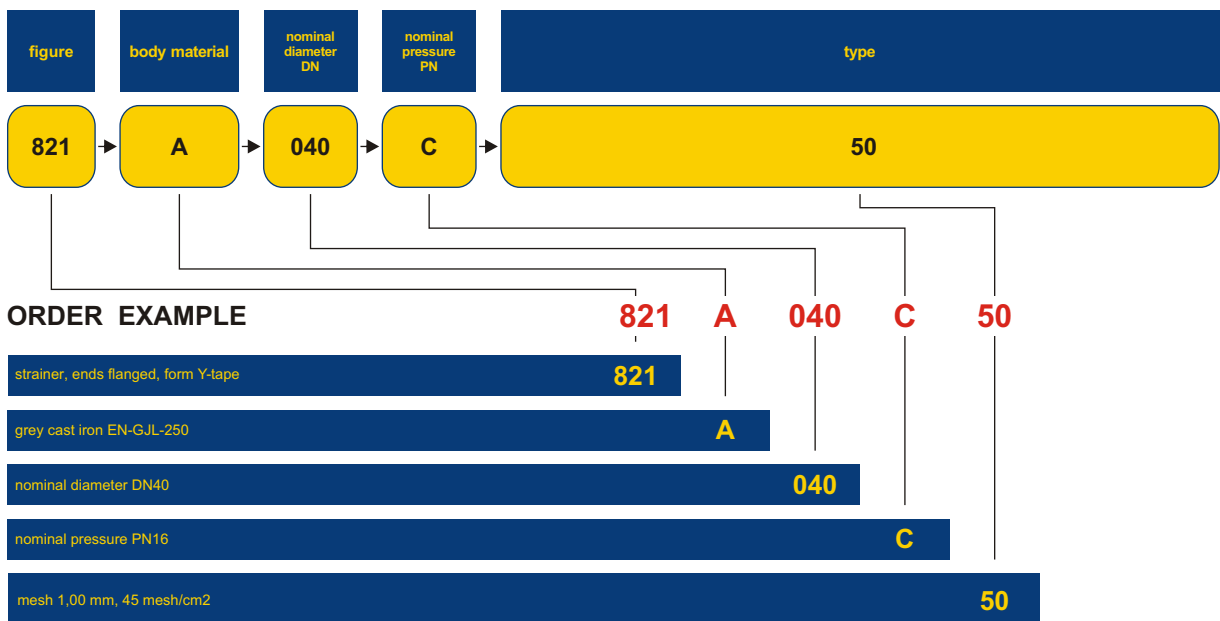 figure
body material
nominal
diameter
DN
nominal
pressure
PN
type
821
A
040
C
50
ORDER EXAMPLE
821 A 040 C 50
strainer, ends flanged, form Y-tape 821
grey cast iron EN-GJL-250 A
nominal diameter DN40 040
nominal pressure PN16 C
mesh 1,00 mm, 45 mesh/cm2 50